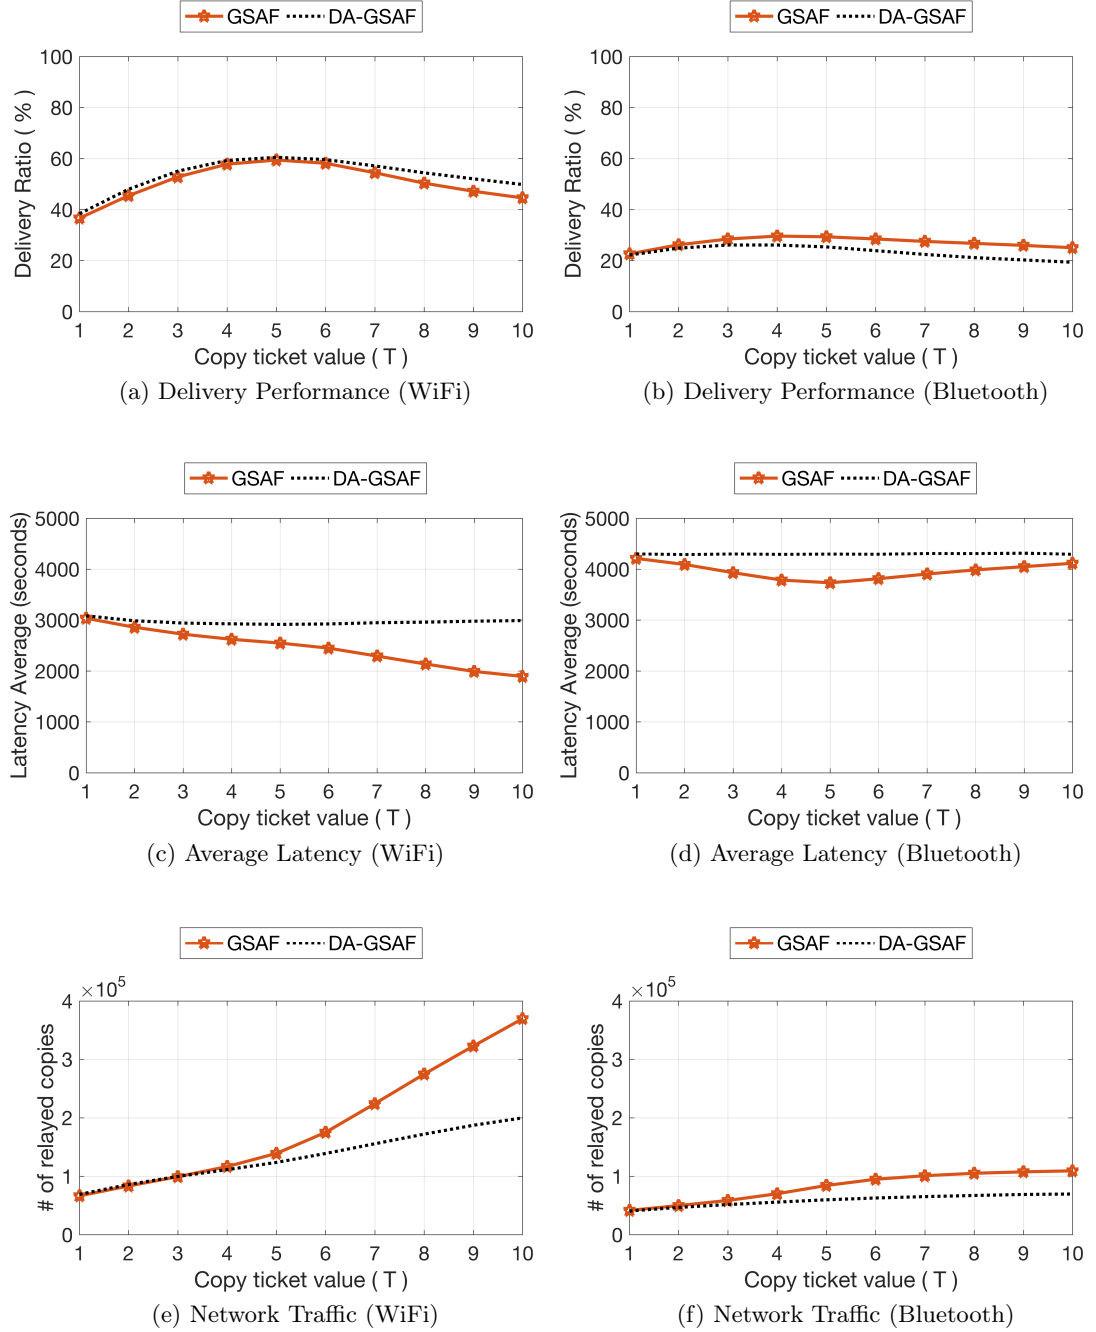 GSAF DA-GSAF
100
80
60
40
20
0
Delivery Ratio ( % )
1 2 3 4 5 6 7 8 9 10
Copy ticket value ( T )
(a) Delivery Performance (WiFi)
GSAF DA-GSAF
100
80
60
40
20
0
Delivery Ratio ( % )
1 2 3 4 5 6 7 8 9 10
Copy ticket value ( T )
(b) Delivery Performance (Bluetooth)
GSAF DA-GSAF
5000
4000
3000
2000
1000
0
Latency Average (seconds)
1 2 3 4 5 6 7 8 9 10
Copy ticket value ( T )
(c) Average Latency (WiFi)
GSAF DA-GSAF
5000
4000
3000
2000
1000
0
Latency Average (seconds)
1 2 3 4 5 6 7 8 9 10
Copy ticket value ( T )
(d) Average Latency (Bluetooth)
GSAF DA-GSAF
×10⁵
4
3
2
1
0
# of relayed copies
1 2 3 4 5 6 7 8 9 10
Copy ticket value ( T )
(e) Network Traffic (WiFi)
GSAF DA-GSAF
×10⁵
4
3
2
1
0
# of relayed copies
1 2 3 4 5 6 7 8 9 10
Copy ticket value ( T )
(f) Network Traffic (Bluetooth)